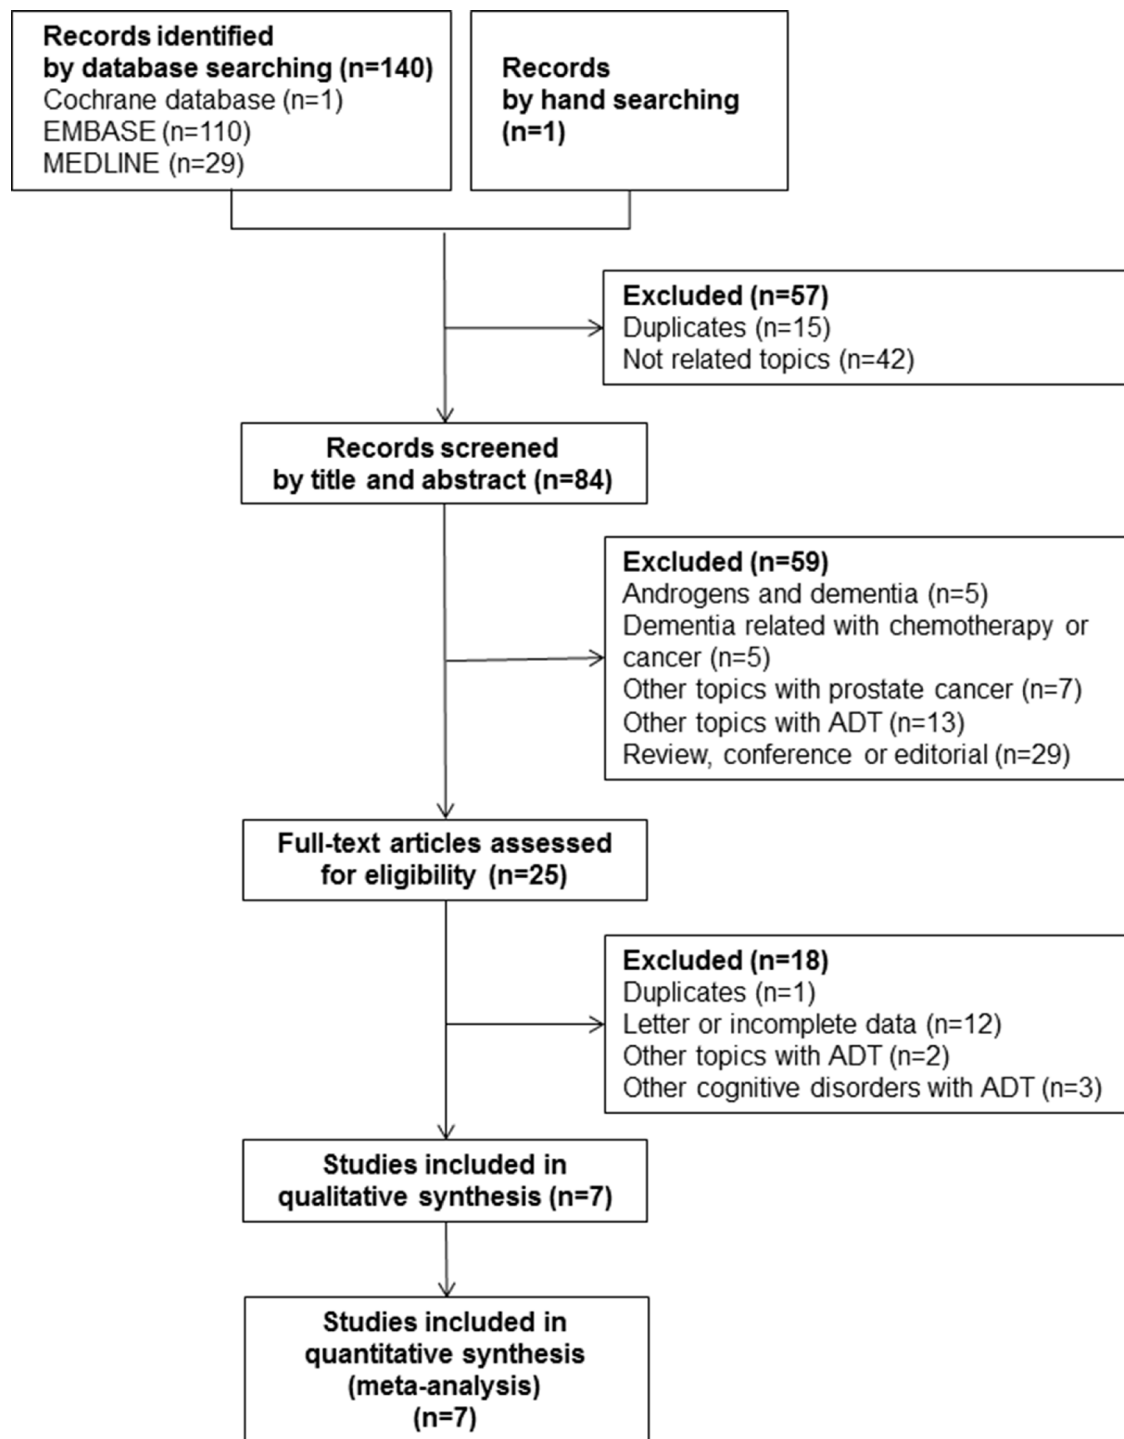 Records identified
by database searching (n=140)
Cochrane database (n=1)
EMBASE (n=110)
MEDLINE (n=29)
Records
by hand searching
(n=1)
Excluded (n=57)
Duplicates (n=15)
Not related topics (n=42)
Records screened
by title and abstract (n=84)
Excluded (n=59)
Androgens and dementia (n=5)
Dementia related with chemotherapy or
cancer (n=5)
Other topics with prostate cancer (n=7)
Other topics with ADT (n=13)
Review, conference or editorial (n=29)
Full-text articles assessed
for eligibility (n=25)
Excluded (n=18)
Duplicates (n=1)
Letter or incomplete data (n=12)
Other topics with ADT (n=2)
Other cognitive disorders with ADT (n=3)
Studies included in
qualitative synthesis (n=7)
Studies included in
quantitative synthesis
(meta-analysis)
(n=7)